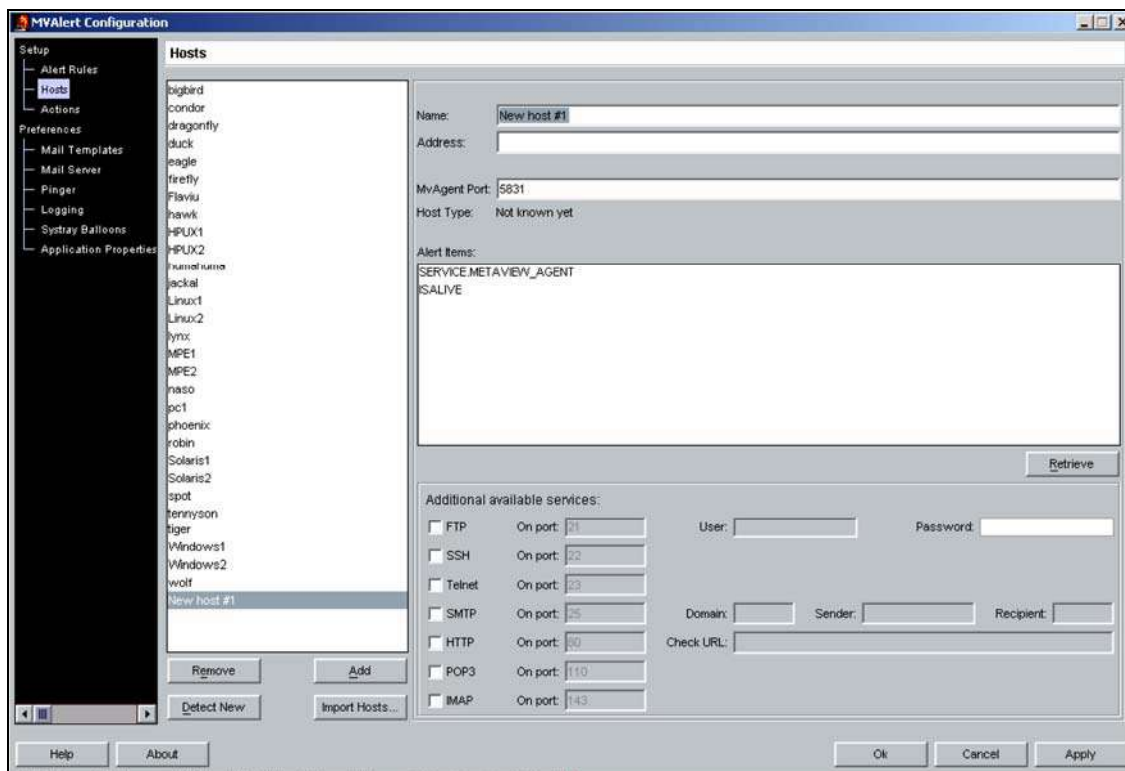 MVAlert Configuration
Setup
Alert Rules
Hosts
Actions
Preferences
Mail Templates
Mail Server
Pinger
Logging
Systray Balloons
Application Properties
Hosts
bigbird
condor
dragonfly
duck
eagle
firefly
Flaviu
hawk
HPUX1
HPUX2
humahuma
jackal
Linux1
Linux2
lynx
MPE1
MPE2
naso
pc1
phoenix
robin
Solaris1
Solaris2
spot
tennyson
tiger
Windows1
Windows2
wolf
New host #1
Remove Add
Detect New Import Hosts...
Name: New host #1
Address:
MvAgent Port: 5831
Host Type: Not known yet
Alert Items:
SERVICE.METAVIEW_AGENT
ISALIVE
Retrieve
Additional available services:
FTP On port: 21 User: Password:
SSH On port: 22
Telnet On port: 23
SMTP On port: 25 Domain: Sender: Recipient:
HTTP On port: 80 Check URL:
POP3 On port: 110
IMAP On port: 143
Help About Ok Cancel Apply